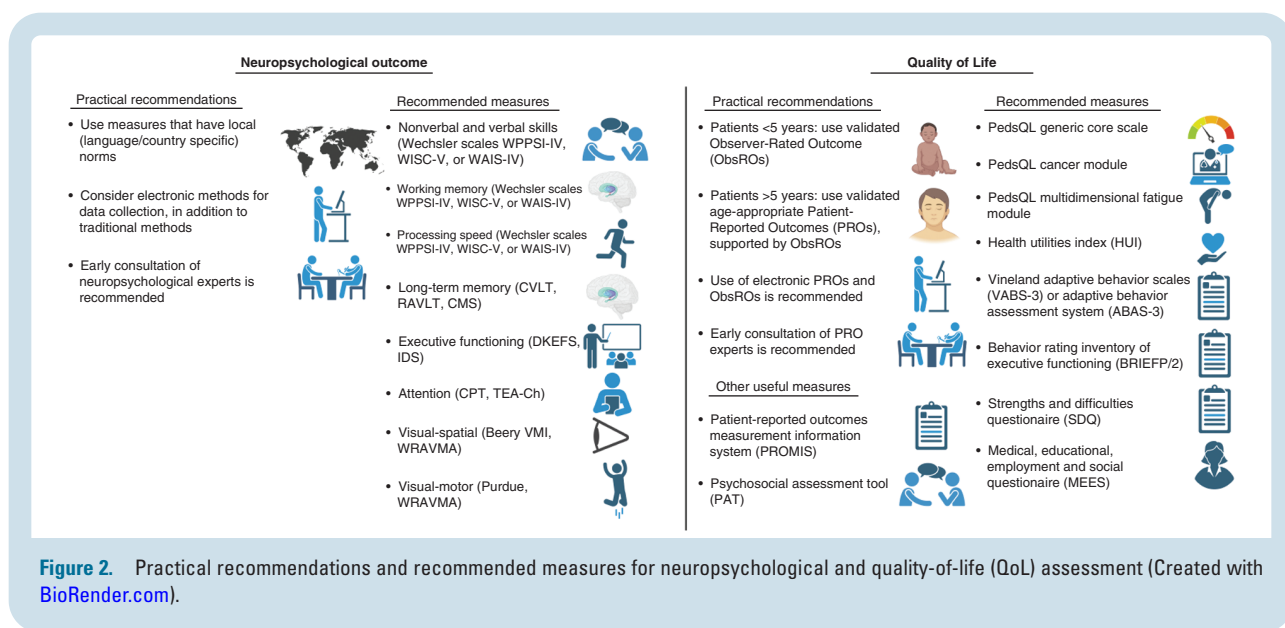 Neuropsychological outcome
Practical recommendations
• Use measures that have local
(language/country specific)
norms
• Consider electronic methods for
data collection, in addition to
traditional methods
• Early consultation of
neuropsychological experts is
recommended
Recommended measures
• Nonverbal and verbal skills
(Wechsler scales WPPSI-IV,
WISC-V, or WAIS-IV)
• Working memory (Wechsler scales
WPPSI-IV, WISC-V, or WAIS-IV)
• Processing speed (Wechsler scales
WPPSI-IV, WISC-V, or WAIS-IV)
• Long-term memory (CVLT,
RAVLT, CMS)
• Executive functioning (DKEFS,
IDS)
• Attention (CPT, TEA-Ch)
• Visual-spatial (Beery VMI,
WRAVMA)
• Visual-motor (Purdue,
WRAVMA)
Quality of Life
Practical recommendations
• Patients <5 years: use validated
Observer-Rated Outcome
(ObsROs)
• Patients >5 years: use validated
age-appropriate Patient-
Reported Outcomes (PROs),
supported by ObsROs
• Use of electronic PROs and
ObsROs is recommended
• Early consultation of PRO
experts is recommended
Other useful measures
• Patient-reported outcomes
measurement information
system (PROMIS)
• Psychosocial assessment tool
(PAT)
Recommended measures
• PedsQL generic core scale
• PedsQL cancer module
• PedsQL multidimensional fatigue
module
• Health utilities index (HUI)
• Vineland adaptive behavior scales
(VABS-3) or adaptive behavior
assessment system (ABAS-3)
• Behavior rating inventory of
executive functioning (BRIEFP/2)
• Strengths and difficulties
questionaire (SDQ)
• Medical, educational,
employment and social
questionaire (MEES)
Figure 2. Practical recommendations and recommended measures for neuropsychological and quality-of-life (QoL) assessment (Created with
BioRender.com).